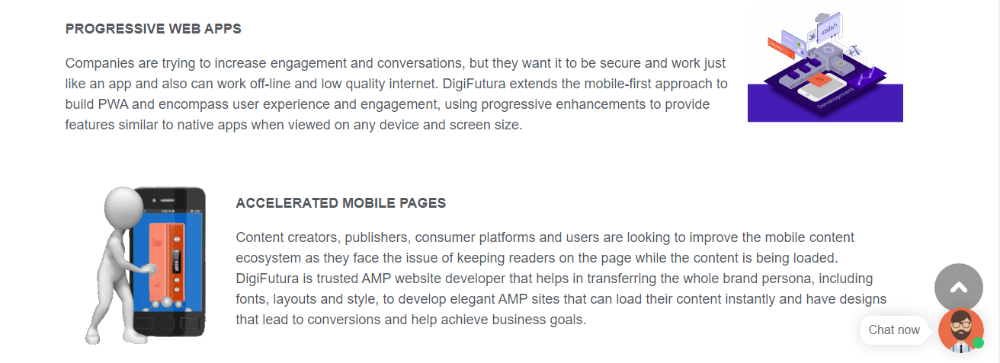 PROGRESSIVE WEB APPS
Companies are trying to increase engagement and conversations, but they want it to be secure and work just
like an app and also can work off-line and low quality internet. DigiFutura extends the mobile-first approach to
build PWA and encompass user experience and engagement, using progressive enhancements to provide
features similar to native apps when viewed on any device and screen size.
<code/>
Development
ACCELERATED MOBILE PAGES
Content creators, publishers, consumer platforms and users are looking to improve the mobile content
ecosystem as they face the issue of keeping readers on the page while the content is being loaded.
DigiFutura is trusted AMP website developer that helps in transferring the whole brand persona, including
fonts, layouts and style, to develop elegant AMP sites that can load their content instantly and have designs
that lead to conversions and help achieve business goals.
Chat now